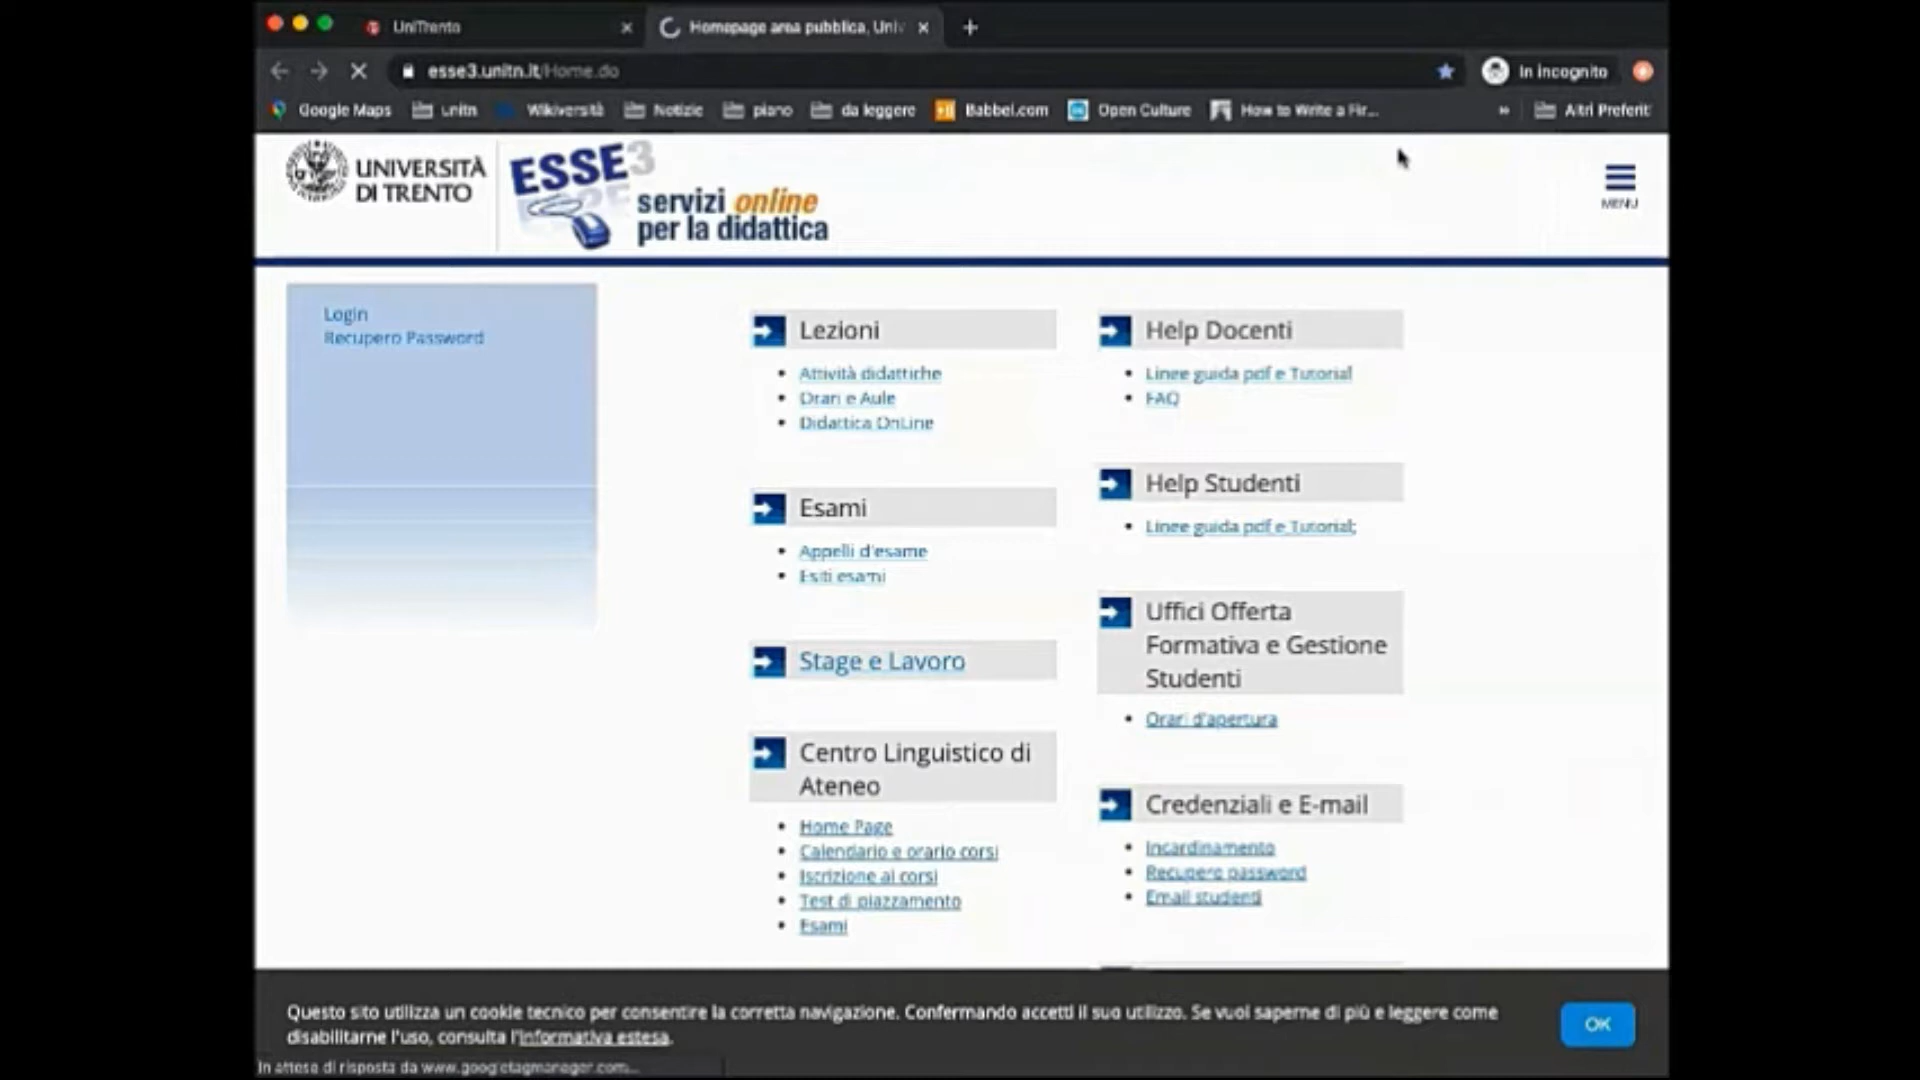 UniTrento
Homepage area pubblica, Univ
esse3.unitn.it/Home.do
In incognito
Google Maps
unitn
Wikiversità
Notizie
piano
da leggere
Babbel.com
Open Culture
How to Write a Fir...
»
Altri Preferiti
UNIVERSITÀ
DI TRENTO
ESSE3
servizi online
per la didattica
MENU
Login
Recupero Password
Lezioni
Attività didattiche
Orari e Aule
Didattica OnLine
Esami
Appelli d'esame
Esiti esami
Stage e Lavoro
Centro Linguistico di
Ateneo
Home Page
Calendario e orario corsi
Iscrizione ai corsi
Test di piazzamento
Esami
Help Docenti
Linee guida pdf e Tutorial
FAQ
Help Studenti
Linee guida pdf e Tutorial;
Uffici Offerta
Formativa e Gestione
Studenti
Orari d'apertura
Credenziali e E-mail
Incardinamento
Recupero password
Email studenti
Questo sito utilizza un cookie tecnico per consentire la corretta navigazione. Confermando accetti il suo utilizzo. Se vuoi saperne di più e leggere come
disabilitarne l'uso, consulta l'informativa estesa.
OK
In attesa di risposta da www.googletagmanager.com...